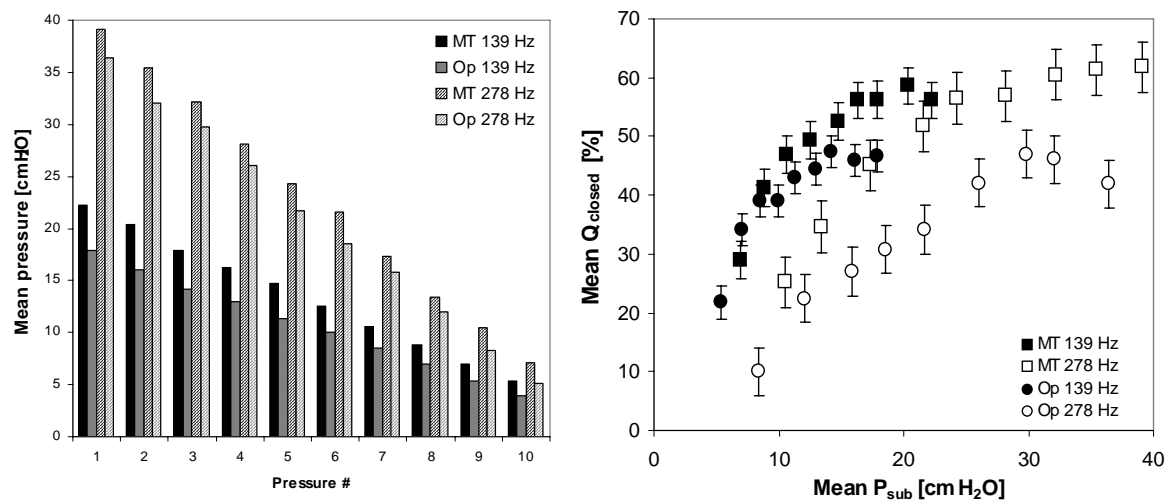 40
35
30
25
20
15
10
5
0
Mean pressure [cmHO]
1 2 3 4 5 6 7 8 9 10
Pressure #
MT 139 Hz
Op 139 Hz
MT 278 Hz
Op 278 Hz
70
60
50
40
30
20
10
0
Mean Qclosed [%]
0 10 20 30 40
Mean Psub [cm H2O]
MT 139 Hz
MT 278 Hz
Op 139 Hz
Op 278 Hz